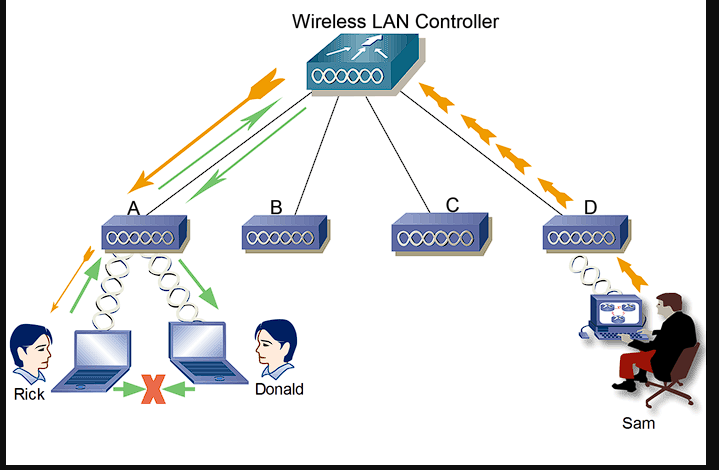 Wireless LAN Controller
A
B
C
D
Rick
Donald
Sam